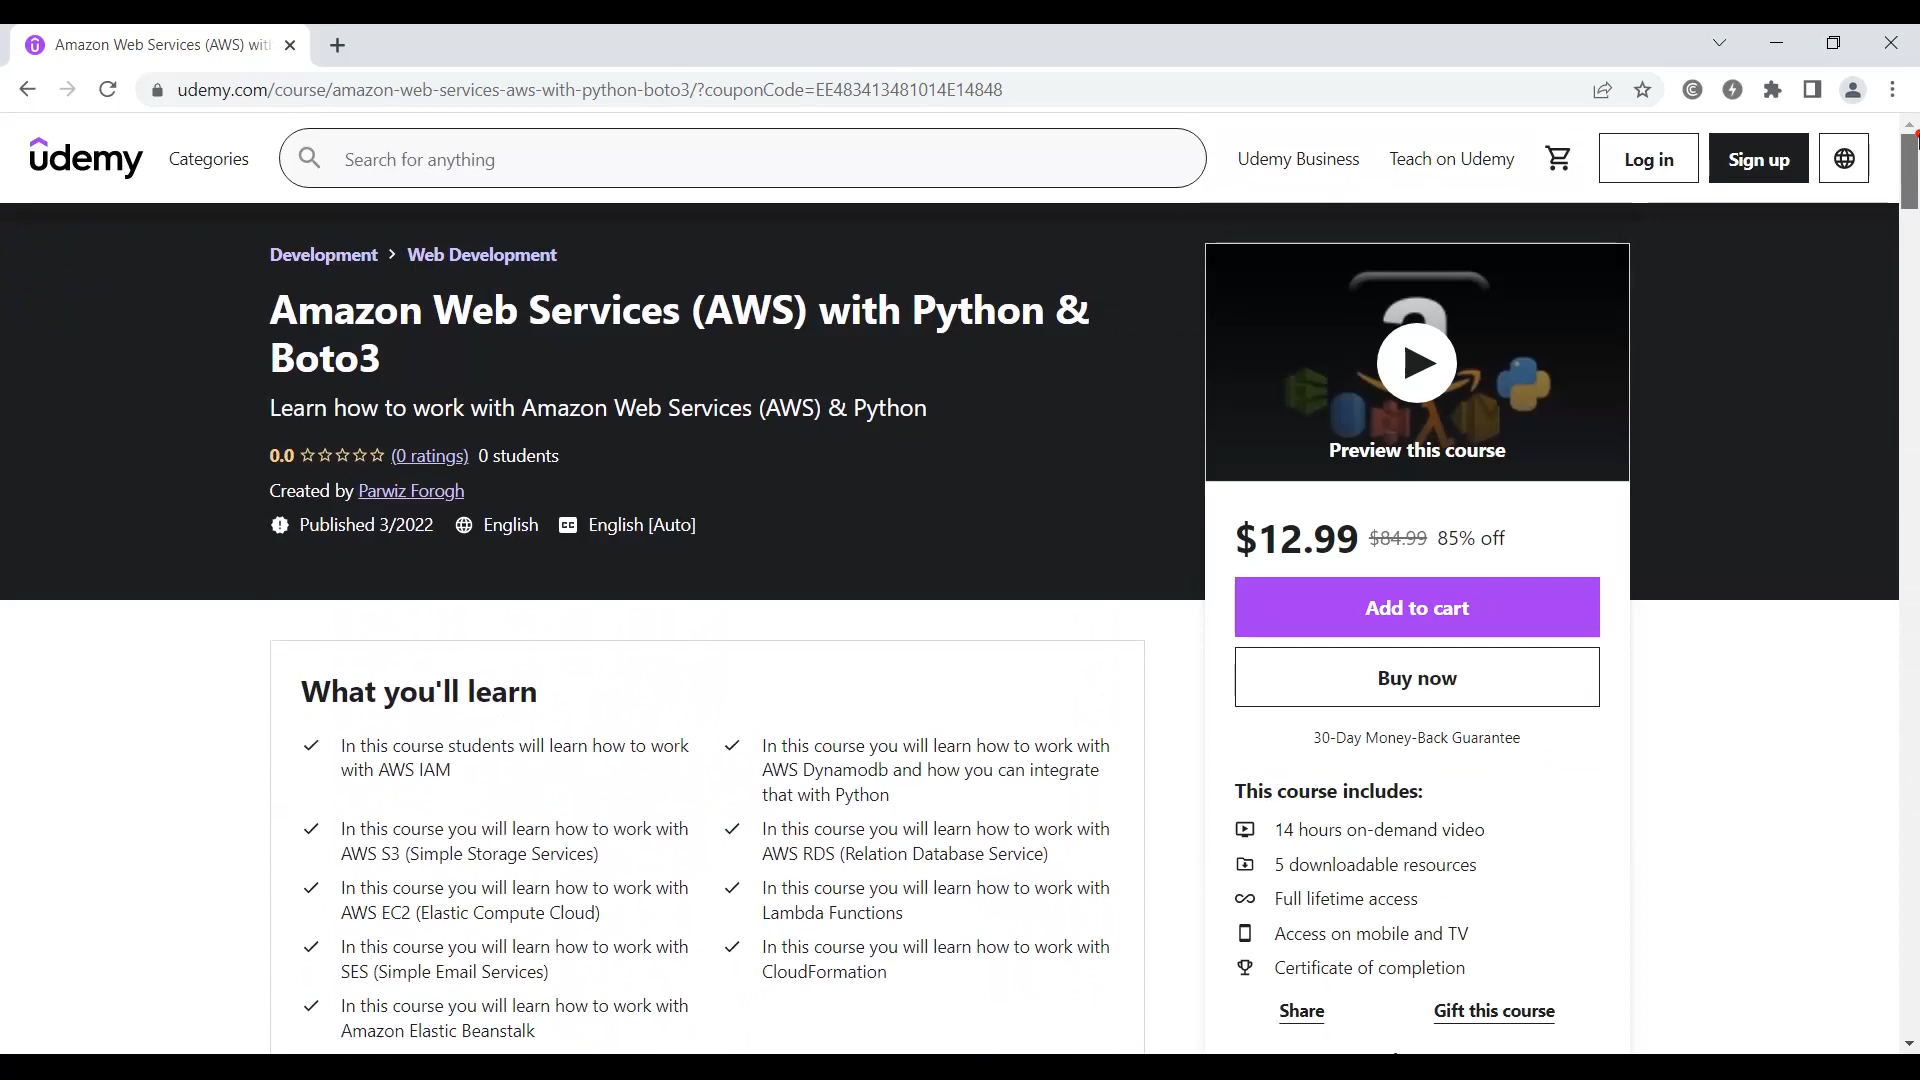 Amazon Web Services (AWS) with
udemy.com/course/amazon-web-services-aws-with-python-boto3/?couponCode=EE483413481014E14848
udemy
Categories
Search for anything
Udemy Business
Teach on Udemy
Log in
Sign up
Development > Web Development
Amazon Web Services (AWS) with Python &
Boto3
Learn how to work with Amazon Web Services (AWS) & Python
0.0 (0 ratings) 0 students
Created by Parwiz Forogh
Published 3/2022 English CC English [Auto]
Preview this course
$12.99 $84.99 85% off
Add to cart
Buy now
30-Day Money-Back Guarantee
This course includes:
14 hours on-demand video
5 downloadable resources
Full lifetime access
Access on mobile and TV
Certificate of completion
Share
Gift this course
What you'll learn
In this course students will learn how to work
with AWS IAM
In this course you will learn how to work with
AWS Dynamodb and how you can integrate
that with Python
In this course you will learn how to work with
AWS S3 (Simple Storage Services)
In this course you will learn how to work with
AWS RDS (Relation Database Service)
In this course you will learn how to work with
AWS EC2 (Elastic Compute Cloud)
In this course you will learn how to work with
Lambda Functions
In this course you will learn how to work with
SES (Simple Email Services)
In this course you will learn how to work with
CloudFormation
In this course you will learn how to work with
Amazon Elastic Beanstalk